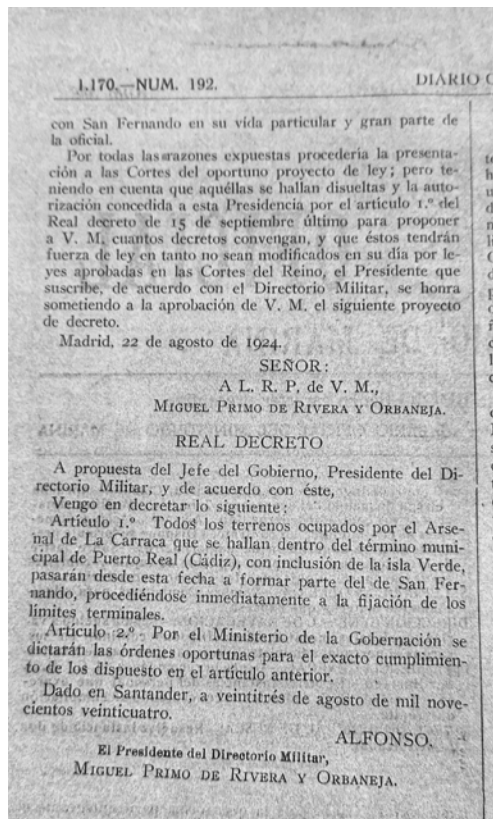 1.170.—NUM. 192.
DIARIO
con San Fernando en su vida particular y gran parte de
la oficial.
Por todas las razones expuestas procedería la presenta-
ción a las Cortes del oportuno proyecto de ley; pero te-
niendo en cuenta que aquéllas se hallan disueltas y la auto-
rización concedida a esta Presidencia por el artículo 1.º del
Real decreto de 15 de septiembre último para proponer
a V. M. cuantos decretos convengan, y que éstos tendrán
fuerza de ley en tanto no sean modificados en su día por le-
yes aprobadas en las Cortes del Reino, el Presidente que
suscribe, de acuerdo con el Directorio Militar, se honra
sometiendo a la aprobación de V. M. el siguiente proyecto
de decreto.
Madrid, 22 de agosto de 1924.
SEÑOR:
A L. R. P. de V. M.,
MIGUEL PRIMO DE RIVERA Y ORBANEJA.
REAL DECRETO
A propuesta del Jefe del Gobierno, Presidente del Di-
rectorio Militar, y de acuerdo con éste,
Vengo en decretar lo siguiente:
Artículo 1.º Todos los terrenos ocupados por el Arse-
nal de La Carraca que se hallan dentro del término muni-
cipal de Puerto Real (Cádiz), con inclusión de la isla Verde,
pasarán desde esta fecha a formar parte del de San Fer-
nando, procediéndose inmediatamente a la fijación de los
límites terminales.
Artículo 2.º Por el Ministerio de la Gobernación se
dictarán las órdenes oportunas para el exacto cumplimien-
to de los dispuesto en el artículo anterior.
Dado en Santander, a veintitrés de agosto de mil nove-
cientos veinticuatro.
ALFONSO.
El Presidente del Directorio Militar,
MIGUEL PRIMO DE RIVERA Y ORBANEJA.